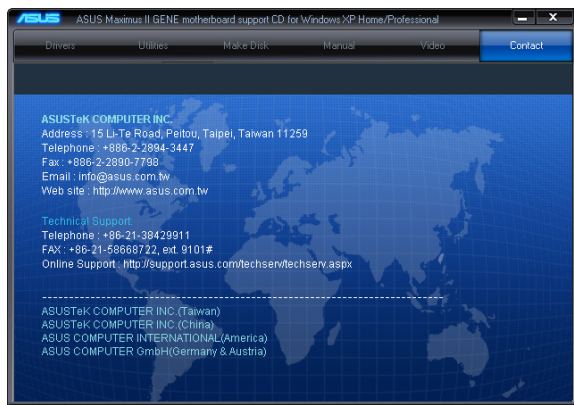 ASUS ASUS Maximus II GENE motherboard support CD for Windows XP Home/Professional
Drivers Utilities Make Disk Manual Video Contact
ASUSTeK COMPUTER INC.
Address : 15 Li-Te Road, Peitou, Taipei, Taiwan 11259
Telephone : +886-2-2894-3447
Fax : +886-2-2890-7798
Email : info@asus.com.tw
Web site : http://www.asus.com.tw
Technical Support
Telephone : +86-21-38429911
FAX : +86-21-58668722, ext. 9101#
Online Support : http://support.asus.com/techserv/techserv.aspx
ASUSTeK COMPUTER INC.(Taiwan)
ASUSTeK COMPUTER INC.(China)
ASUS COMPUTER INTERNATIONAL(America)
ASUS COMPUTER GmbH(Germany & Austria)